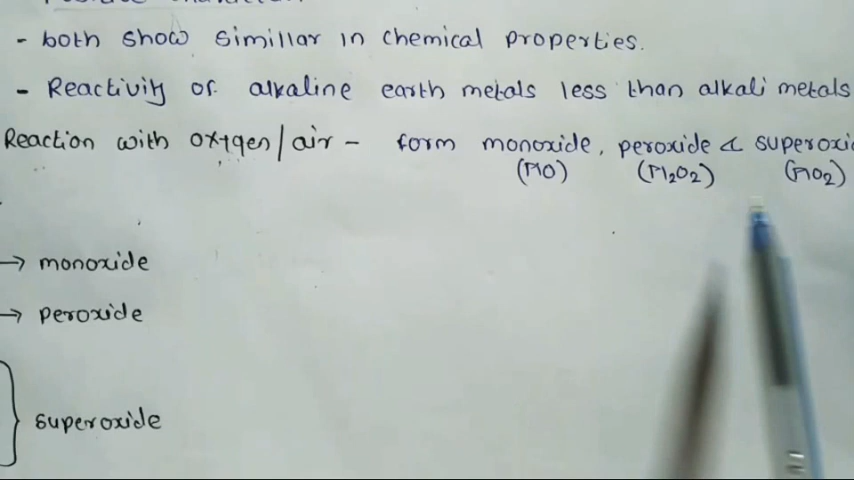 - both show simillar in chemical properties.
- Reactivity of alkaline earth metals less than alkali metals
Reaction with oxygen/air - form monoxide, peroxide & superoxi
(MO) (M2O2) (MO2)
→ monoxide
→ peroxide
superoxide